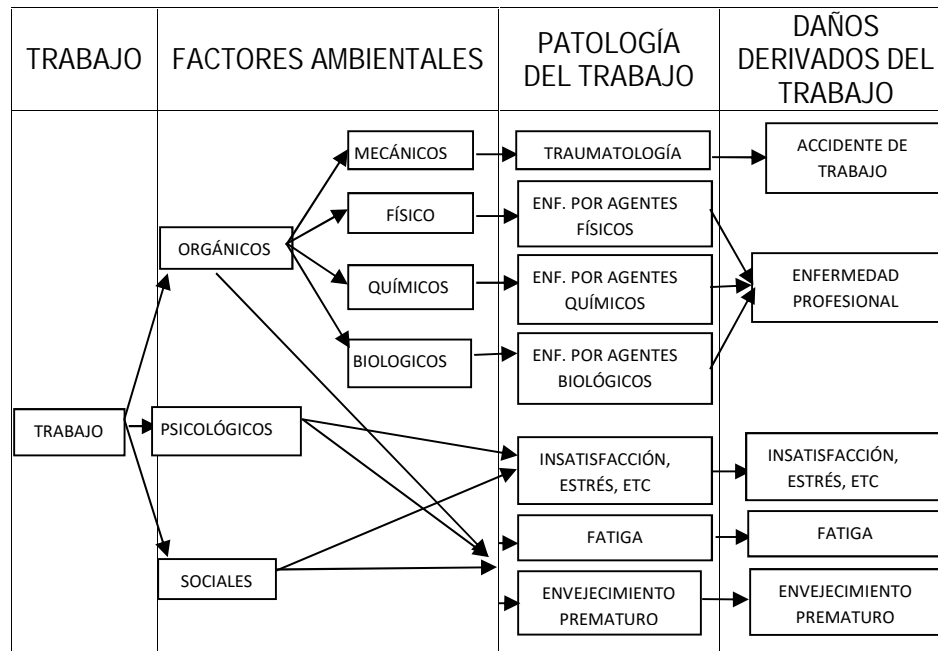 TRABAJO
FACTORES AMBIENTALES
PATOLOGÍA
DEL TRABAJO
DAÑOS
DERIVADOS DEL
TRABAJO
MECÁNICOS
TRAUMATOLOGÍA
ACCIDENTE DE
TRABAJO
FÍSICO
ENF. POR AGENTES
FÍSICOS
ORGÁNICOS
QUÍMICOS
ENF. POR AGENTES
QUÍMICOS
ENFERMEDAD
PROFESIONAL
BIOLOGICOS
ENF. POR AGENTES
BIOLÓGICOS
TRABAJO
PSICOLÓGICOS
INSATISFACCIÓN,
ESTRÉS, ETC
INSATISFACCIÓN,
ESTRÉS, ETC
FATIGA
FATIGA
SOCIALES
ENVEJECIMIENTO
PREMATURO
ENVEJECIMIENTO
PREMATURO